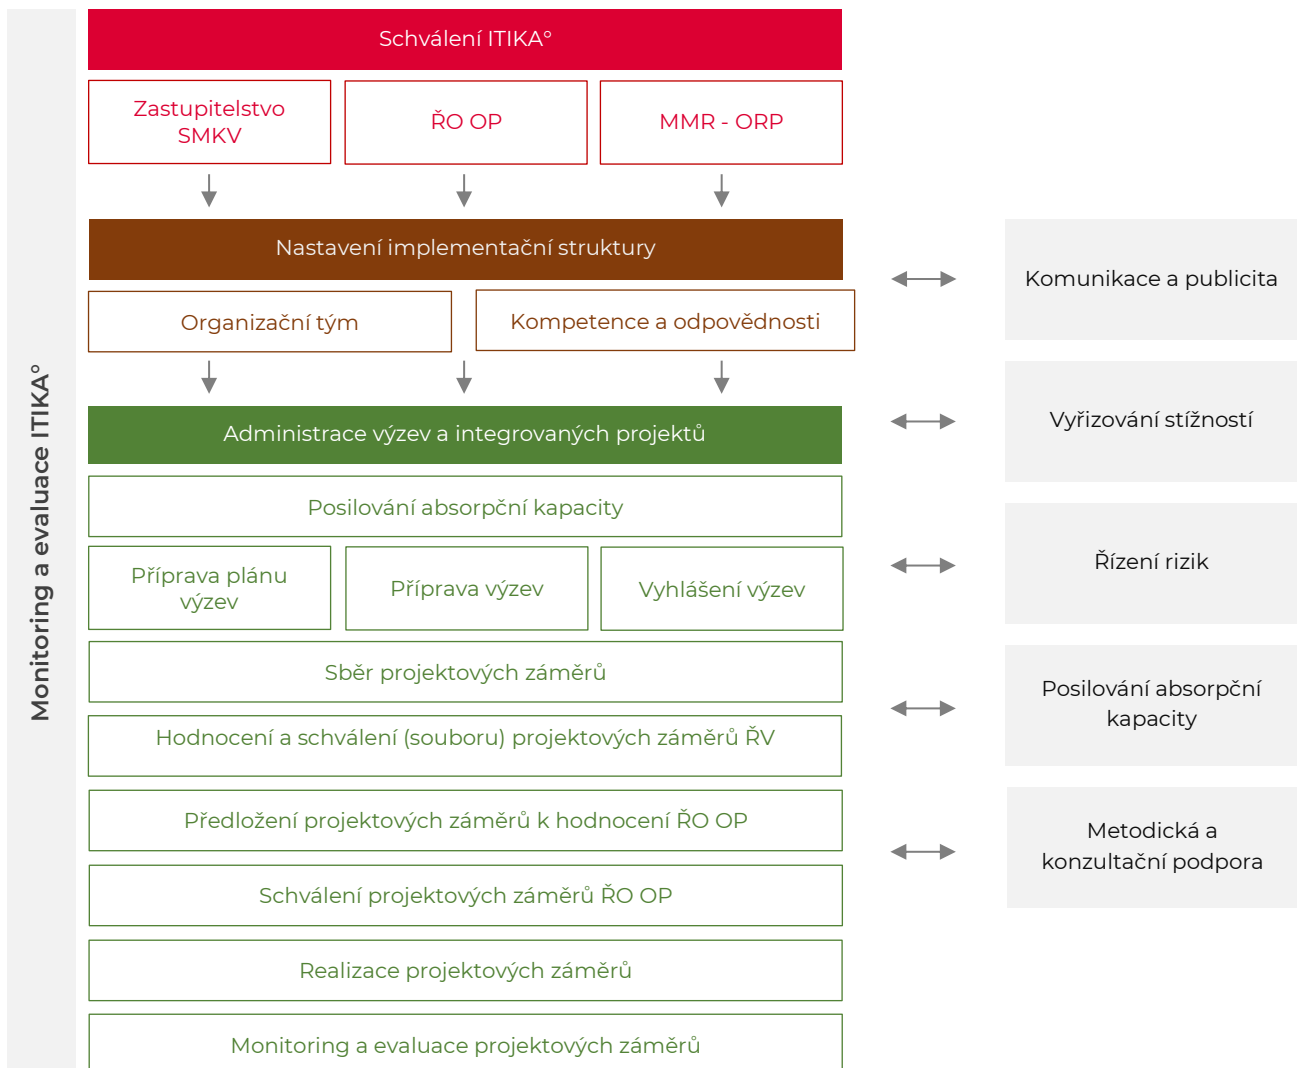 Monitoring a evaluace ITIKA°
Schválení ITIKA°
Zastupitelstvo
SMKV
ŘO OP
MMR - ORP
Nastavení implementační struktury
Organizační tým
Kompetence a odpovědnosti
Administrace výzev a integrovaných projektů
Posilování absorpční kapacity
Příprava plánu
výzev
Příprava výzev
Vyhlášení výzev
Sběr projektových záměrů
Hodnocení a schválení (souboru) projektových záměrů ŘV
Předložení projektových záměrů k hodnocení ŘO OP
Schválení projektových záměrů ŘO OP
Realizace projektových záměrů
Monitoring a evaluace projektových záměrů
Komunikace a publicita
Vyřizování stížností
Řízení rizik
Posilování absorpční
kapacity
Metodická a
konzultační podpora